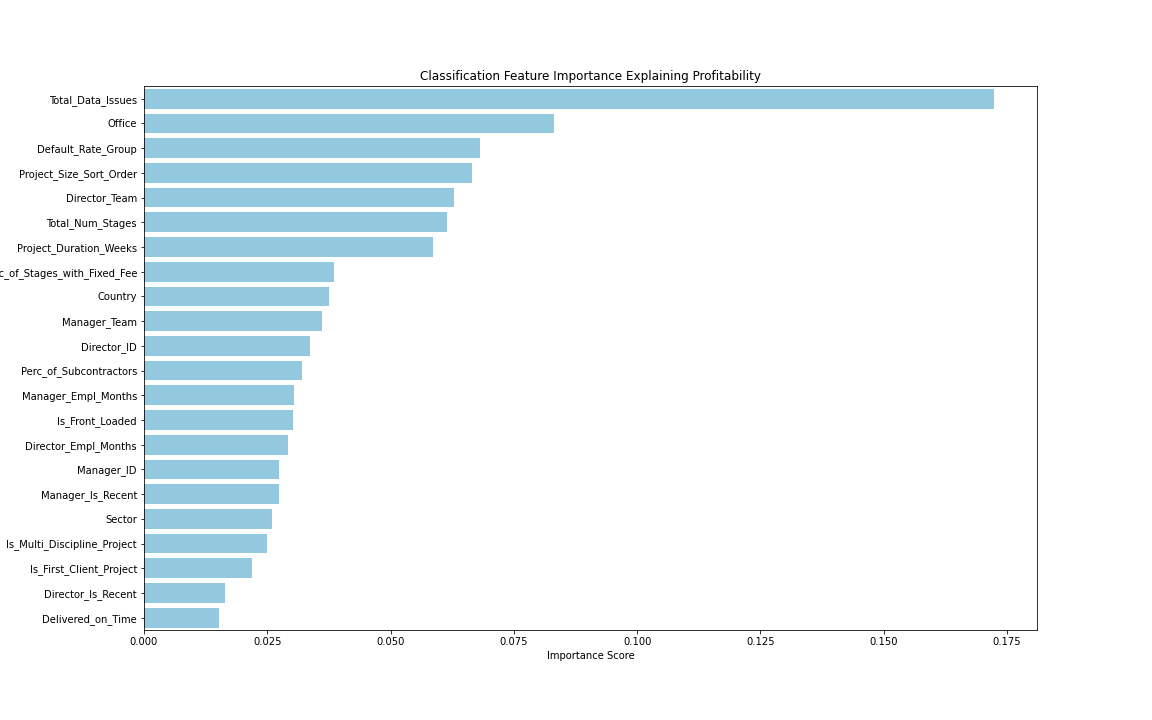 Classification Feature Importance Explaining Profitability
Total_Data_Issues
Office
Default_Rate_Group
Project_Size_Sort_Order
Director_Team
Total_Num_Stages
Project_Duration_Weeks
c_of_Stages_with_Fixed_Fee
Country
Manager_Team
Director_ID
Perc_of_Subcontractors
Manager_Empl_Months
Is_Front_Loaded
Director_Empl_Months
Manager_ID
Manager_Is_Recent
Sector
Is_Multi_Discipline_Project
Is_First_Client_Project
Director_Is_Recent
Delivered_on_Time
0.000 0.025 0.050 0.075 0.100 0.125 0.150 0.175
Importance Score